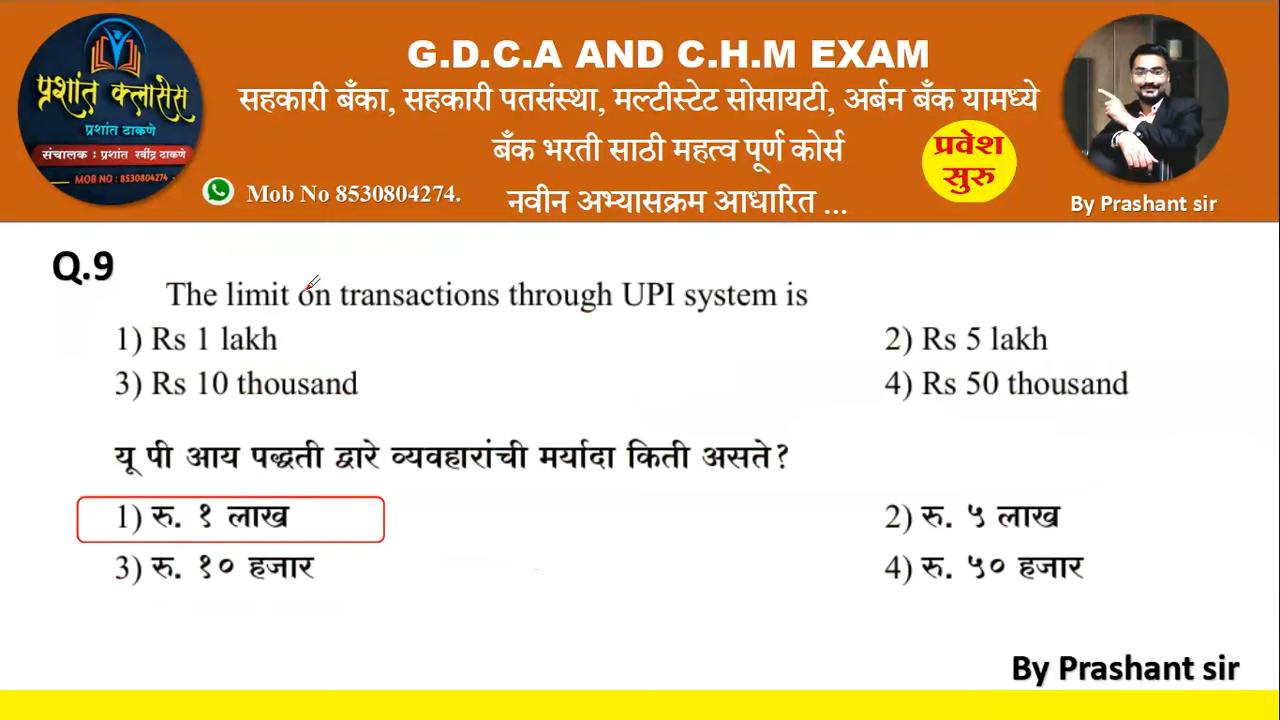 प्रशांत क्लासेस
प्रशांत ठाकणे
संचालक : प्रशांत रवींद्र ठाकणे
MOB NO : 8530804274
G.D.C.A AND C.H.M EXAM
सहकारी बँका, सहकारी पतसंस्था, मल्टीस्टेट सोसायटी, अर्बन बँक यामध्ये
बँक भरती साठी महत्व पूर्ण कोर्स
नवीन अभ्यासक्रम आधारित ...
Mob No 8530804274.
प्रवेश
सुरु
By Prashant sir
Q.9
The limit on transactions through UPI system is
1) Rs 1 lakh 2) Rs 5 lakh
3) Rs 10 thousand 4) Rs 50 thousand
यू पी आय पद्धती द्वारे व्यवहारांची मर्यादा किती असते?
1) रु. १ लाख 2) रु. ५ लाख
3) रु. १० हजार 4) रु. ५० हजार
By Prashant sir